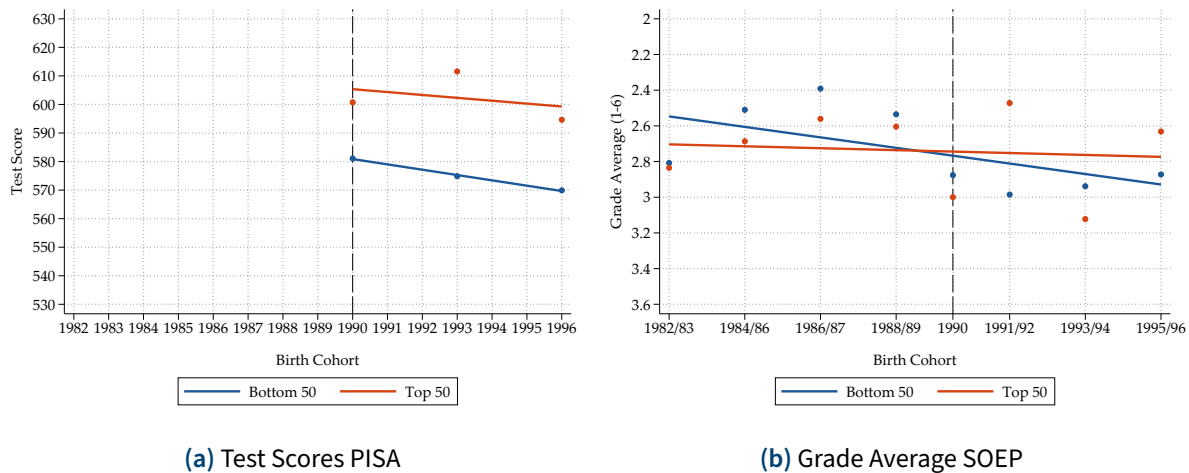 630
620
610
600
590
580
570
560
550
540
530
Test Score
1982 1983 1984 1985 1986 1987 1988 1989 1990 1991 1992 1993 1994 1995 1996
Birth Cohort
Bottom 50 Top 50
(a) Test Scores PISA
2
2.2
2.4
2.6
2.8
3
3.2
3.4
3.6
Grade Average (1-6)
1982/83 1984/86 1986/87 1988/89 1990 1991/92 1993/94 1995/96
Birth Cohort
Bottom 50 Top 50
(b) Grade Average SOEP